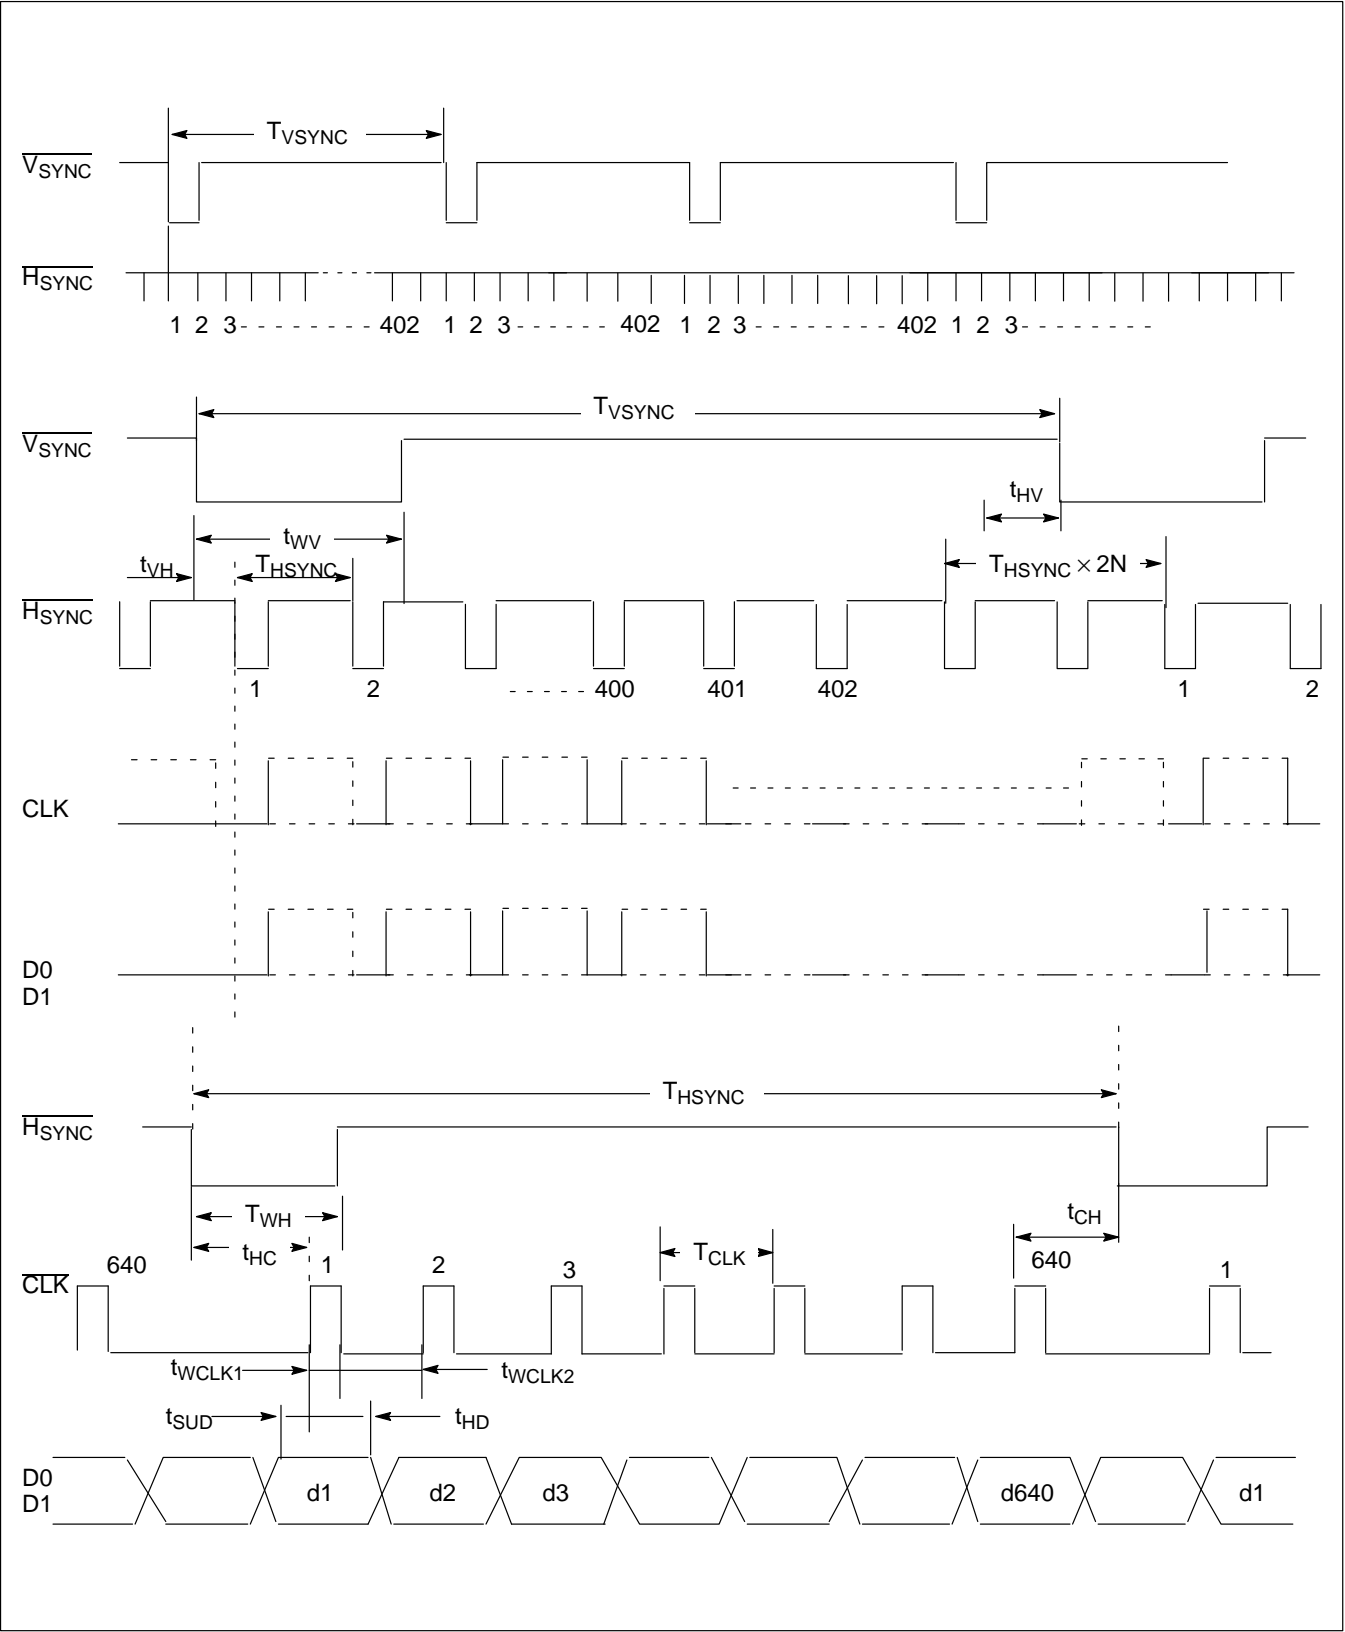 TVSYNC
VSYNC
HSYNC
1 2 3 - - - - - - - - - 402 1 2 3 - - - - - - - 402 1 2 3 - - - - - - - - - 402 1 2 3 - - - - - - - - -
TVSYNC
VSYNC
tHV
tWV
tVH THSYNC THSYNC × 2N
HSYNC
1 2 - - - - - - 400 401 402 1 2
CLK
D0
D1
THSYNC
HSYNC
TWH tCH
tHC TCLK
640 1 2 3 640 1
CLK
tWCLK1 tWCLK2
tSUD tHD
D0
D1
d1 d2 d3 d640 d1